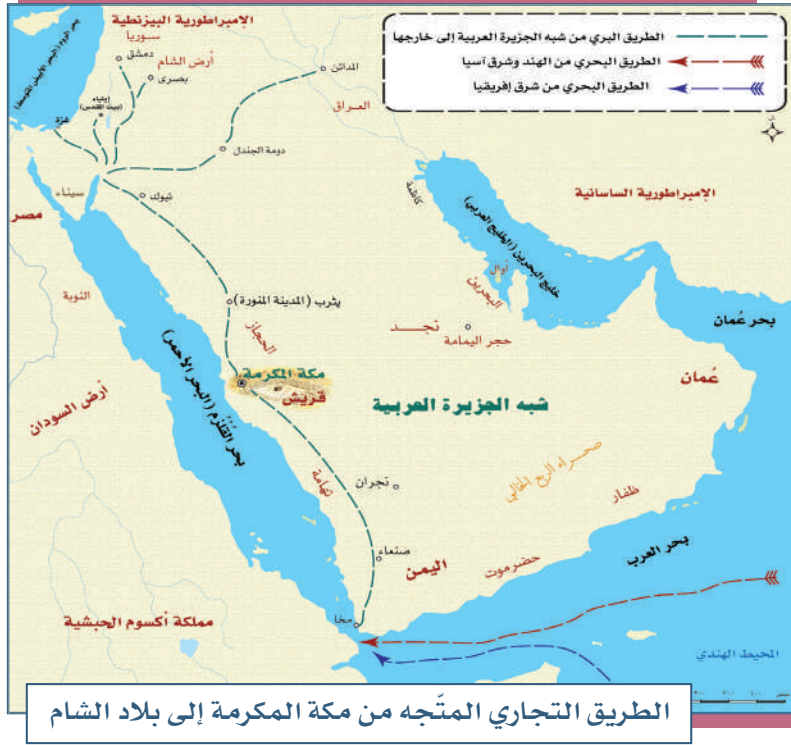 الإمبراطورية البيزنطية
سوريا
دمشق
أرض الشام
بصرى
إيلياء
(بيت المقدس)
غزة
المدائن
العراق
دومة الجندل
الطريق البري من شبه الجزيرة العربية إلى خارجها
الطريق البحري من الهند وشرق آسيا
الطريق البحري من شرق إفريقيا
سيناء
مصر
تبوك
كاظمة
الإمبراطورية الساسانية
خليج البحرين (الخليج العربي)
أوال
البحرين
النوبة
يثرب (المدينة المنورة)
الحجاز
نجد
حجر اليمامة
بحر عُمان
عُمان
مكة المكرمة
قريش
شبه الجزيرة العربية
بحر القُلْزُم (البحر الأحمر)
أرض السودان
تهامة
نجران
صحراء الربع الخالي
ظفار
صنعاء
اليمن
حضرموت
بحر العرب
مخا
مملكة أكسوم الحبشية
المحيط الهندي
الطريق التجاري المتّجه من مكة المكرمة إلى بلاد الشام